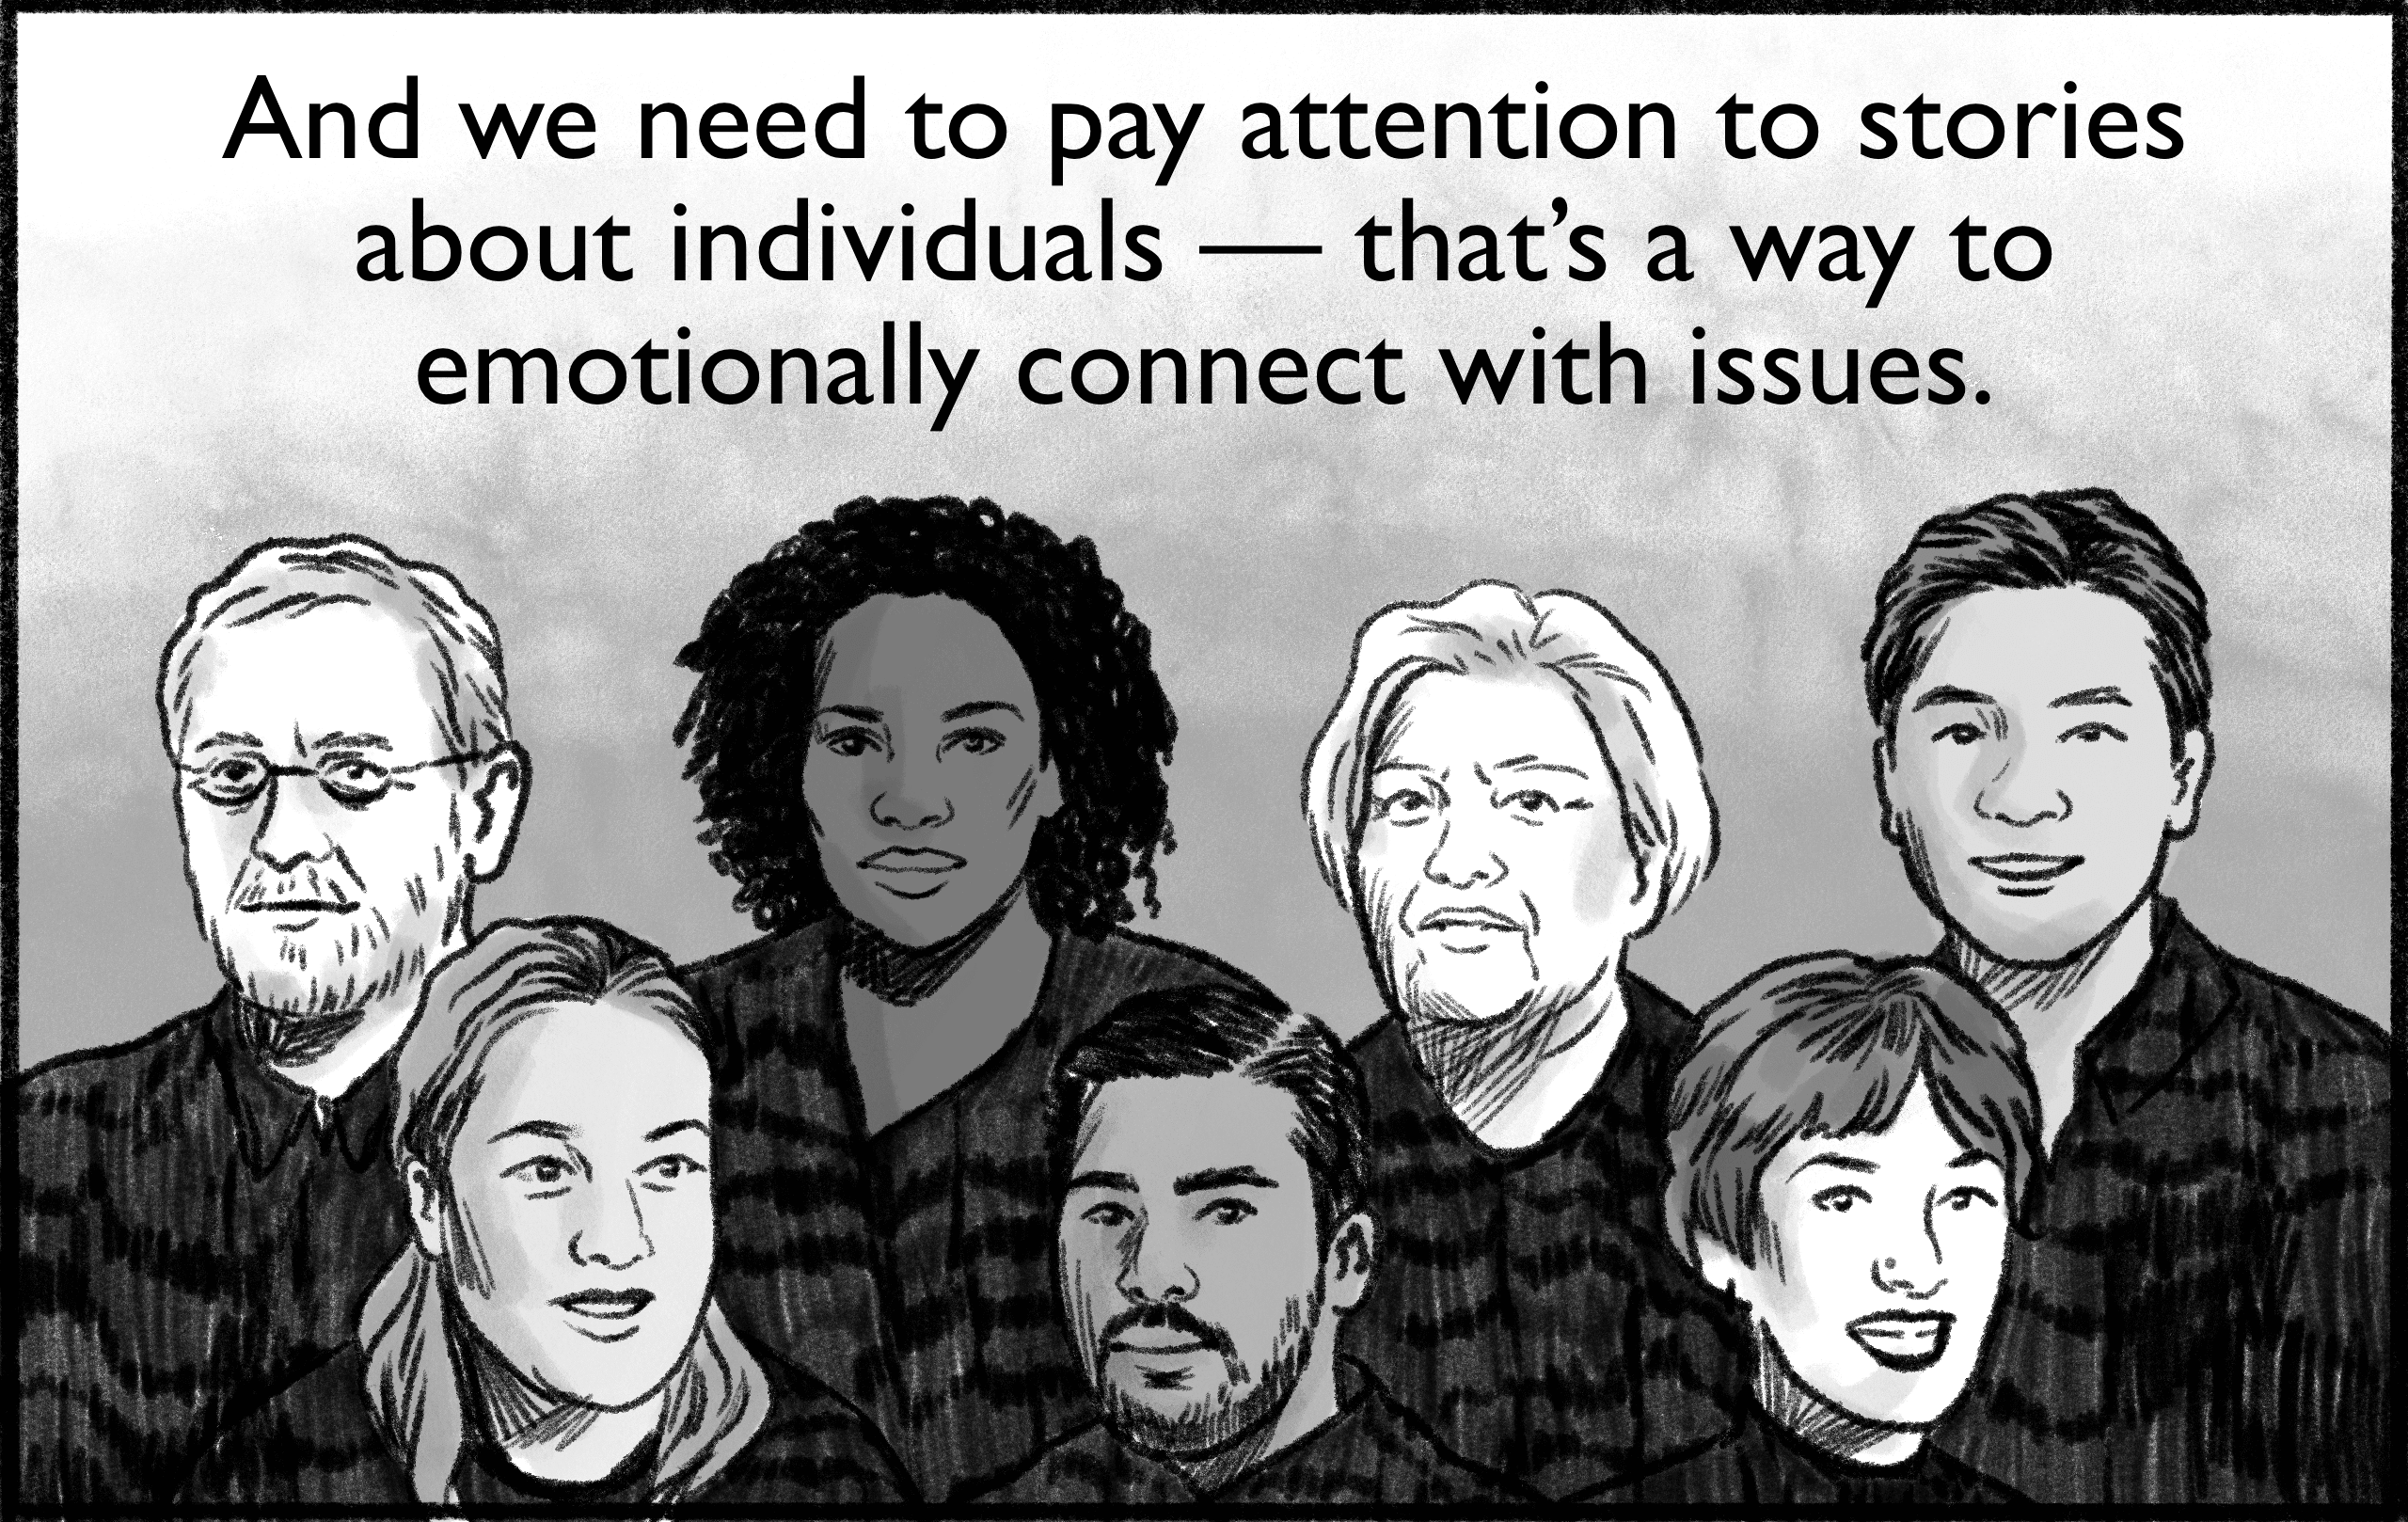 And we need to pay attention to stories
about individuals — that’s a way to
emotionally connect with issues.